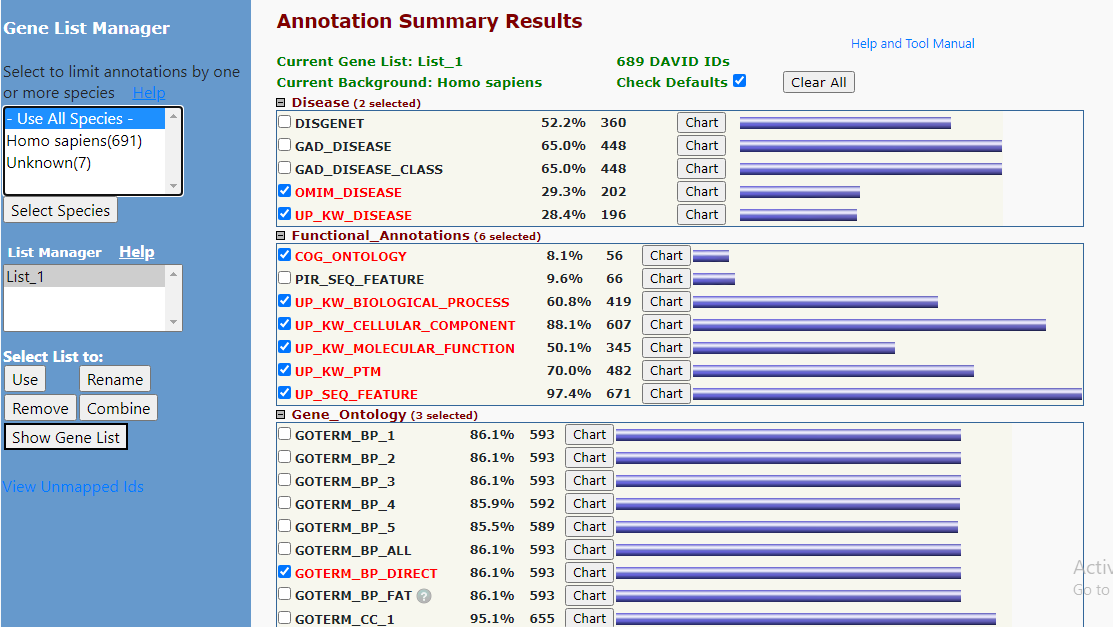 Gene List Manager
Select to limit annotations by one
or more species Help
- Use All Species -
Homo sapiens(691)
Unknown(7)
Select Species
List Manager Help
List_1
Select List to:
Use Rename
Remove Combine
Show Gene List
View Unmapped Ids
Annotation Summary Results
Help and Tool Manual
Current Gene List: List_1 689 DAVID IDs
Current Background: Homo sapiens Check Defaults Clear All
Disease (2 selected)
DISGENET 52.2% 360 Chart
GAD_DISEASE 65.0% 448 Chart
GAD_DISEASE_CLASS 65.0% 448 Chart
OMIM_DISEASE 29.3% 202 Chart
UP_KW_DISEASE 28.4% 196 Chart
Functional_Annotations (6 selected)
COG_ONTOLOGY 8.1% 56 Chart
PIR_SEQ_FEATURE 9.6% 66 Chart
UP_KW_BIOLOGICAL_PROCESS 60.8% 419 Chart
UP_KW_CELLULAR_COMPONENT 88.1% 607 Chart
UP_KW_MOLECULAR_FUNCTION 50.1% 345 Chart
UP_KW_PTM 70.0% 482 Chart
UP_SEQ_FEATURE 97.4% 671 Chart
Gene_Ontology (3 selected)
GOTERM_BP_1 86.1% 593 Chart
GOTERM_BP_2 86.1% 593 Chart
GOTERM_BP_3 86.1% 593 Chart
GOTERM_BP_4 85.9% 592 Chart
GOTERM_BP_5 85.5% 589 Chart
GOTERM_BP_ALL 86.1% 593 Chart
GOTERM_BP_DIRECT 86.1% 593 Chart
GOTERM_BP_FAT ? 86.1% 593 Chart
GOTERM_CC_1 95.1% 655 Chart
Activ
Go to